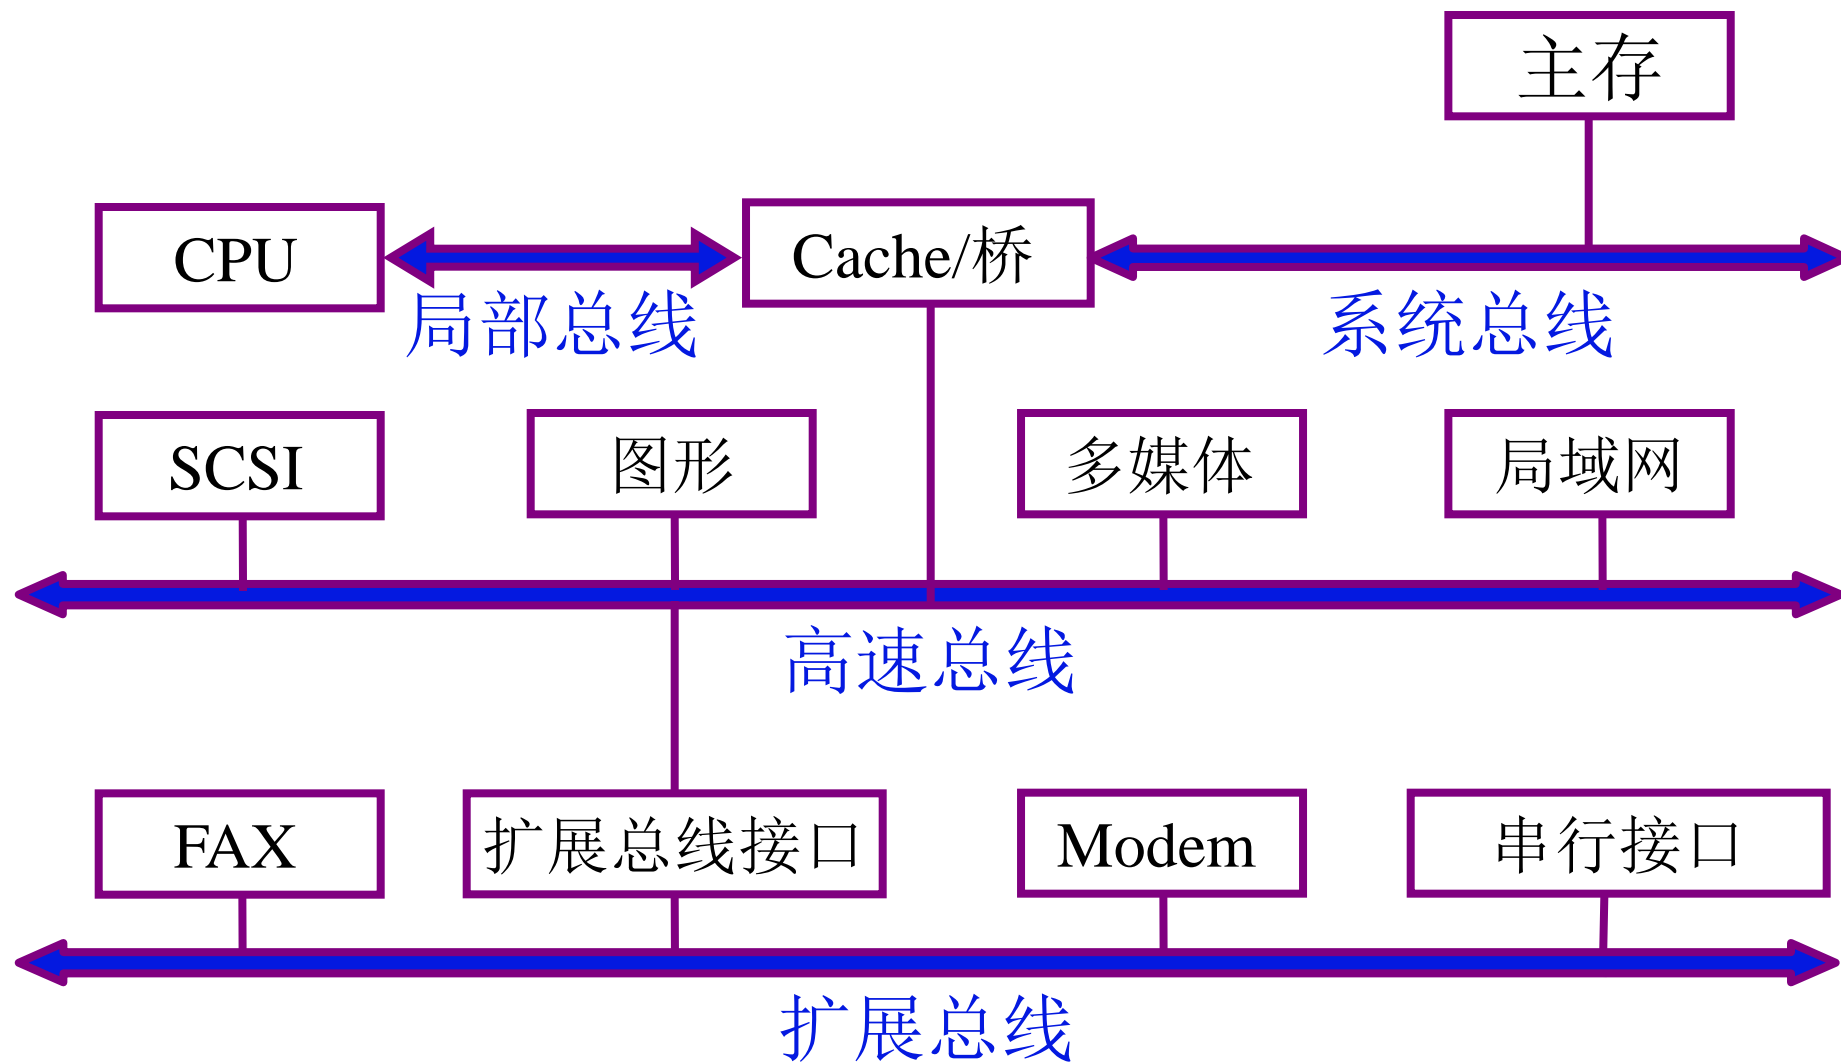 主存
CPU
Cache/桥
局部总线
系统总线
SCSI
图形
多媒体
局域网
高速总线
FAX
扩展总线接口
Modem
串行接口
扩展总线